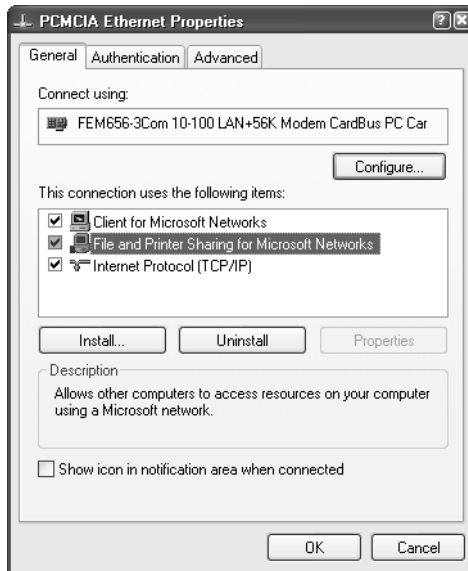 PCMCIA Ethernet Properties
General Authentication Advanced
Connect using:
FEM656-3Com 10-100 LAN+56K Modem CardBus PC Car
Configure...
This connection uses the following items:
Client for Microsoft Networks
File and Printer Sharing for Microsoft Networks
Internet Protocol (TCP/IP)
Install... Uninstall Properties
Description
Allows other computers to access resources on your computer
using a Microsoft network.
Show icon in notification area when connected
OK Cancel